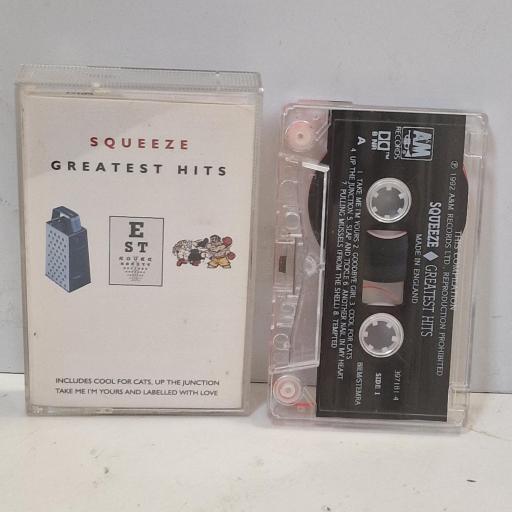 SQUEEZE
GREATEST HITS
E
S T
INCLUDES COOL FOR CATS, UP THE JUNCTION
TAKE ME I'M YOURS AND LABELLED WITH LOVE
A&M
RECORDS
B NR
A
℗ 1992 A&M RECORDS LTD., REPRODUCTION PROHIBITED
THIS COMPILATION
SQUEEZE ◆ GREATEST HITS
MADE IN ENGLAND
1 TAKE ME I'M YOURS 2 GOODBYE GIRL 3 COOL FOR CATS
4 UP THE JUNCTION 5 SLAP AND TICKLE 6 ANOTHER NAIL IN MY HEART
7 PULLING MUSSELS (FROM THE SHELL) 8 TEMPTED
397181-4
SIDE 1
BIEM/STEMRA